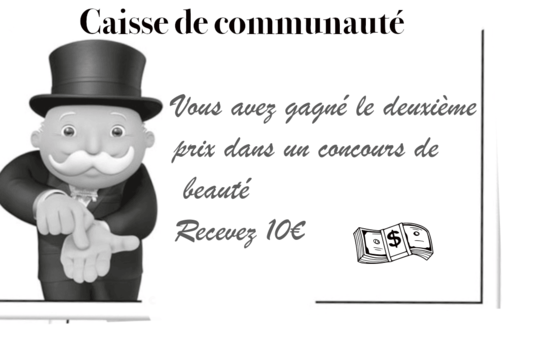 Caisse de communauté
Vous avez gagné le deuxième
prix dans un concours de
beauté
Recevez 10€
$